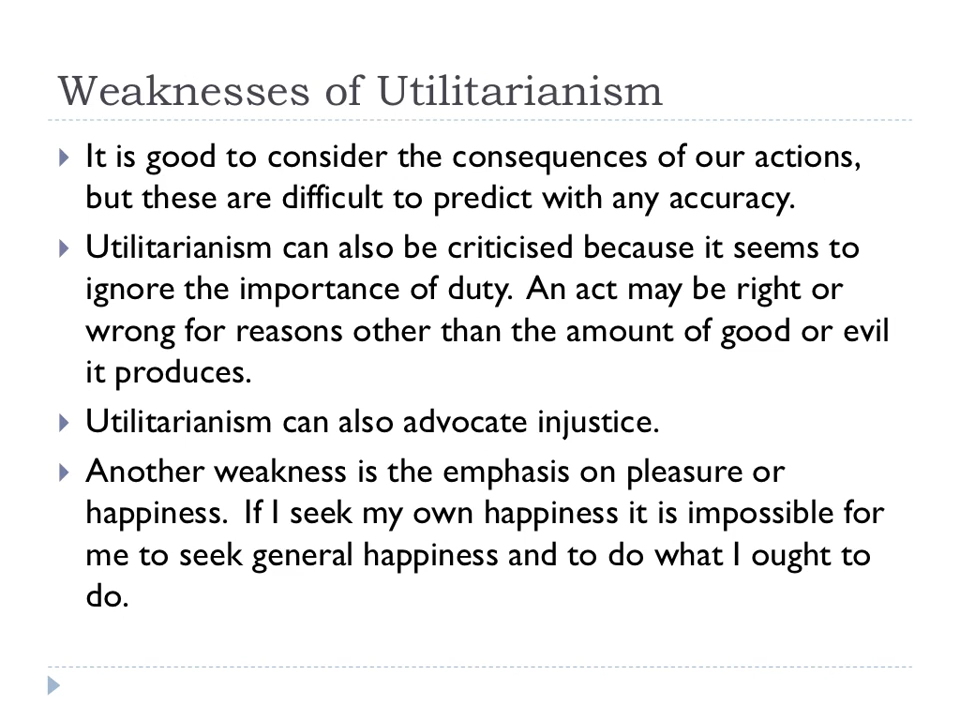 Weaknesses of Utilitarianism
It is good to consider the consequences of our actions,
but these are difficult to predict with any accuracy.
Utilitarianism can also be criticised because it seems to
ignore the importance of duty.  An act may be right or
wrong for reasons other than the amount of good or evil
it produces.
Utilitarianism can also advocate injustice.
Another weakness is the emphasis on pleasure or
happiness.  If I seek my own happiness it is impossible for
me to seek general happiness and to do what I ought to
do.